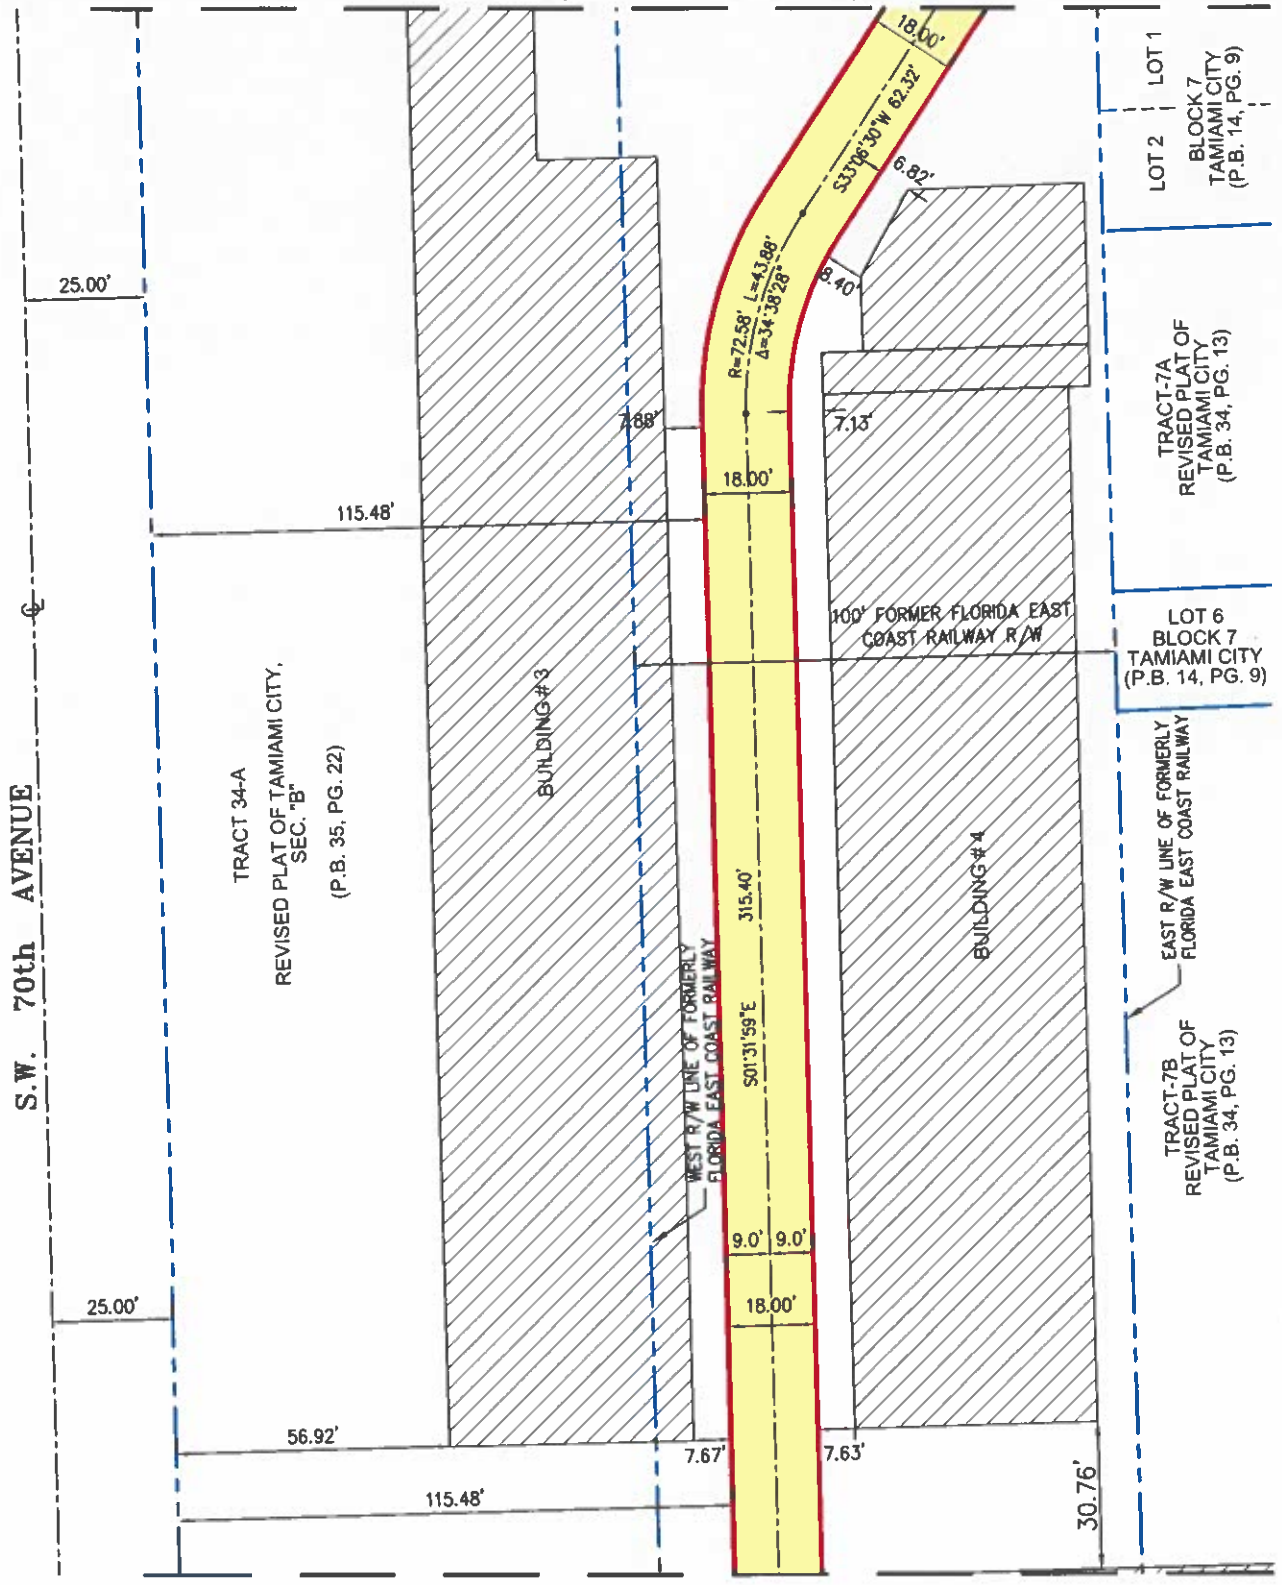 18.00'
S33°06'30"W 62.32'
6.82'
LOT 1
LOT 2
BLOCK 7
TAMIAMI CITY
(P.B. 14, PG. 9)
25.00'
R=72.58' L=43.88'
Δ=34°38'28"
8.40'
TRACT-7A
REVISED PLAT OF
TAMIAMI CITY
(P.B. 34, PG. 13)
7.88'
7.13'
18.00'
115.48'
100' FORMER FLORIDA EAST
COAST RAILWAY R/W
LOT 6
BLOCK 7
TAMIAMI CITY
(P.B. 14, PG. 9)
S.W. 70th AVENUE
TRACT 34-A
REVISED PLAT OF TAMIAMI CITY,
SEC. "B"
(P.B. 35, PG. 22)
BUILDING#3
315.40'
S01°31'59"E
WEST R/W LINE OF FORMERLY
FLORIDA EAST COAST RAILWAY
BUILDING#4
EAST R/W LINE OF FORMERLY
FLORIDA EAST COAST RAILWAY
TRACT-7B
REVISED PLAT OF
TAMIAMI CITY
(P.B. 34, PG. 13)
9.0' 9.0'
18.00'
25.00'
56.92'
7.67'
7.63'
115.48'
30.76'